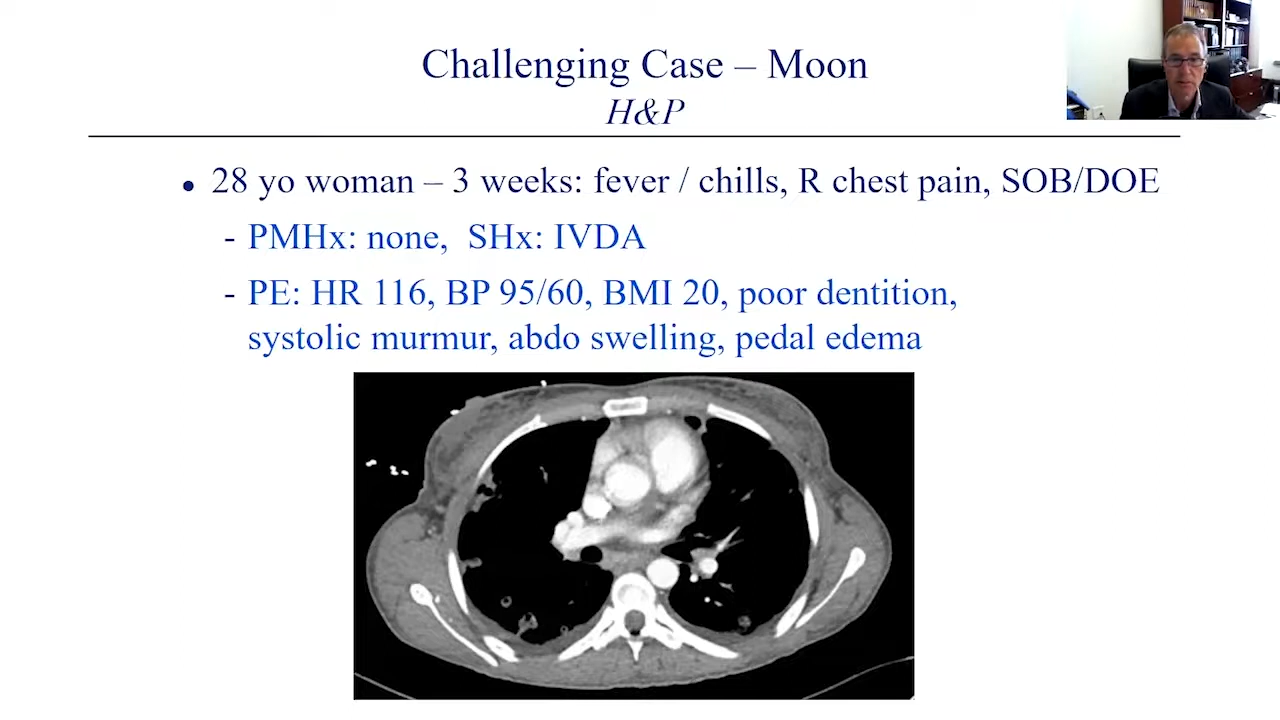 Challenging Case – Moon
H&P
• 28 yo woman – 3 weeks: fever / chills, R chest pain, SOB/DOE
- PMHx: none, SHx: IVDA
- PE: HR 116, BP 95/60, BMI 20, poor dentition,
systolic murmur, abdo swelling, pedal edema